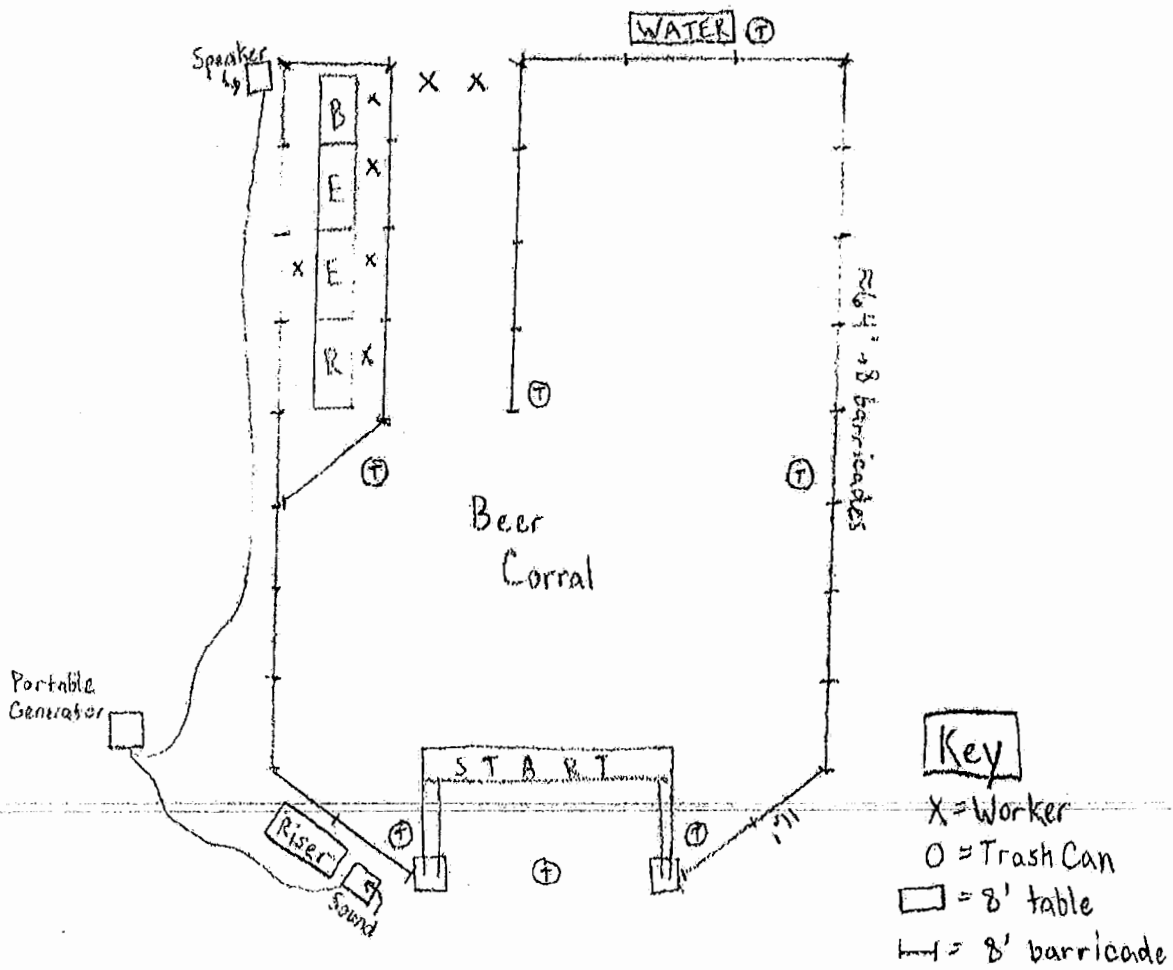 WATER T
Speaker
X X
B X
E X
X E X
R X
T
T
T
≈64' → 8 barricades
Beer
Corral
Portable
Generator
START
Riser
T
T
T
Sound
Key
X = Worker
O = Trash Can
= 8' table
= 8' barricade